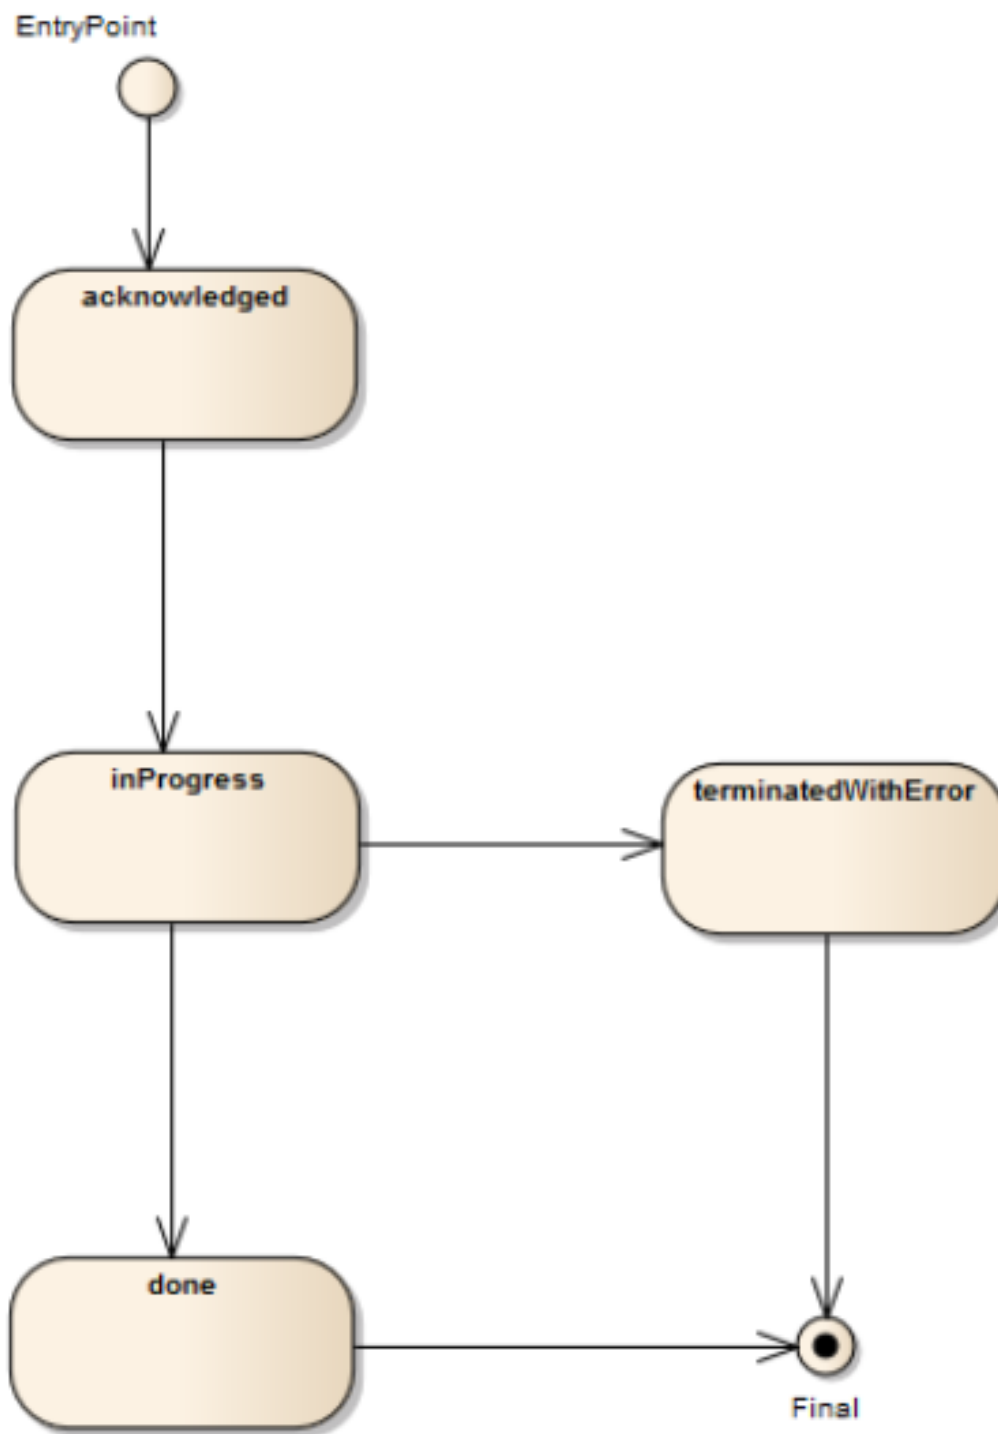 EntryPoint
acknowledged
inProgress
terminatedWithError
done
Final